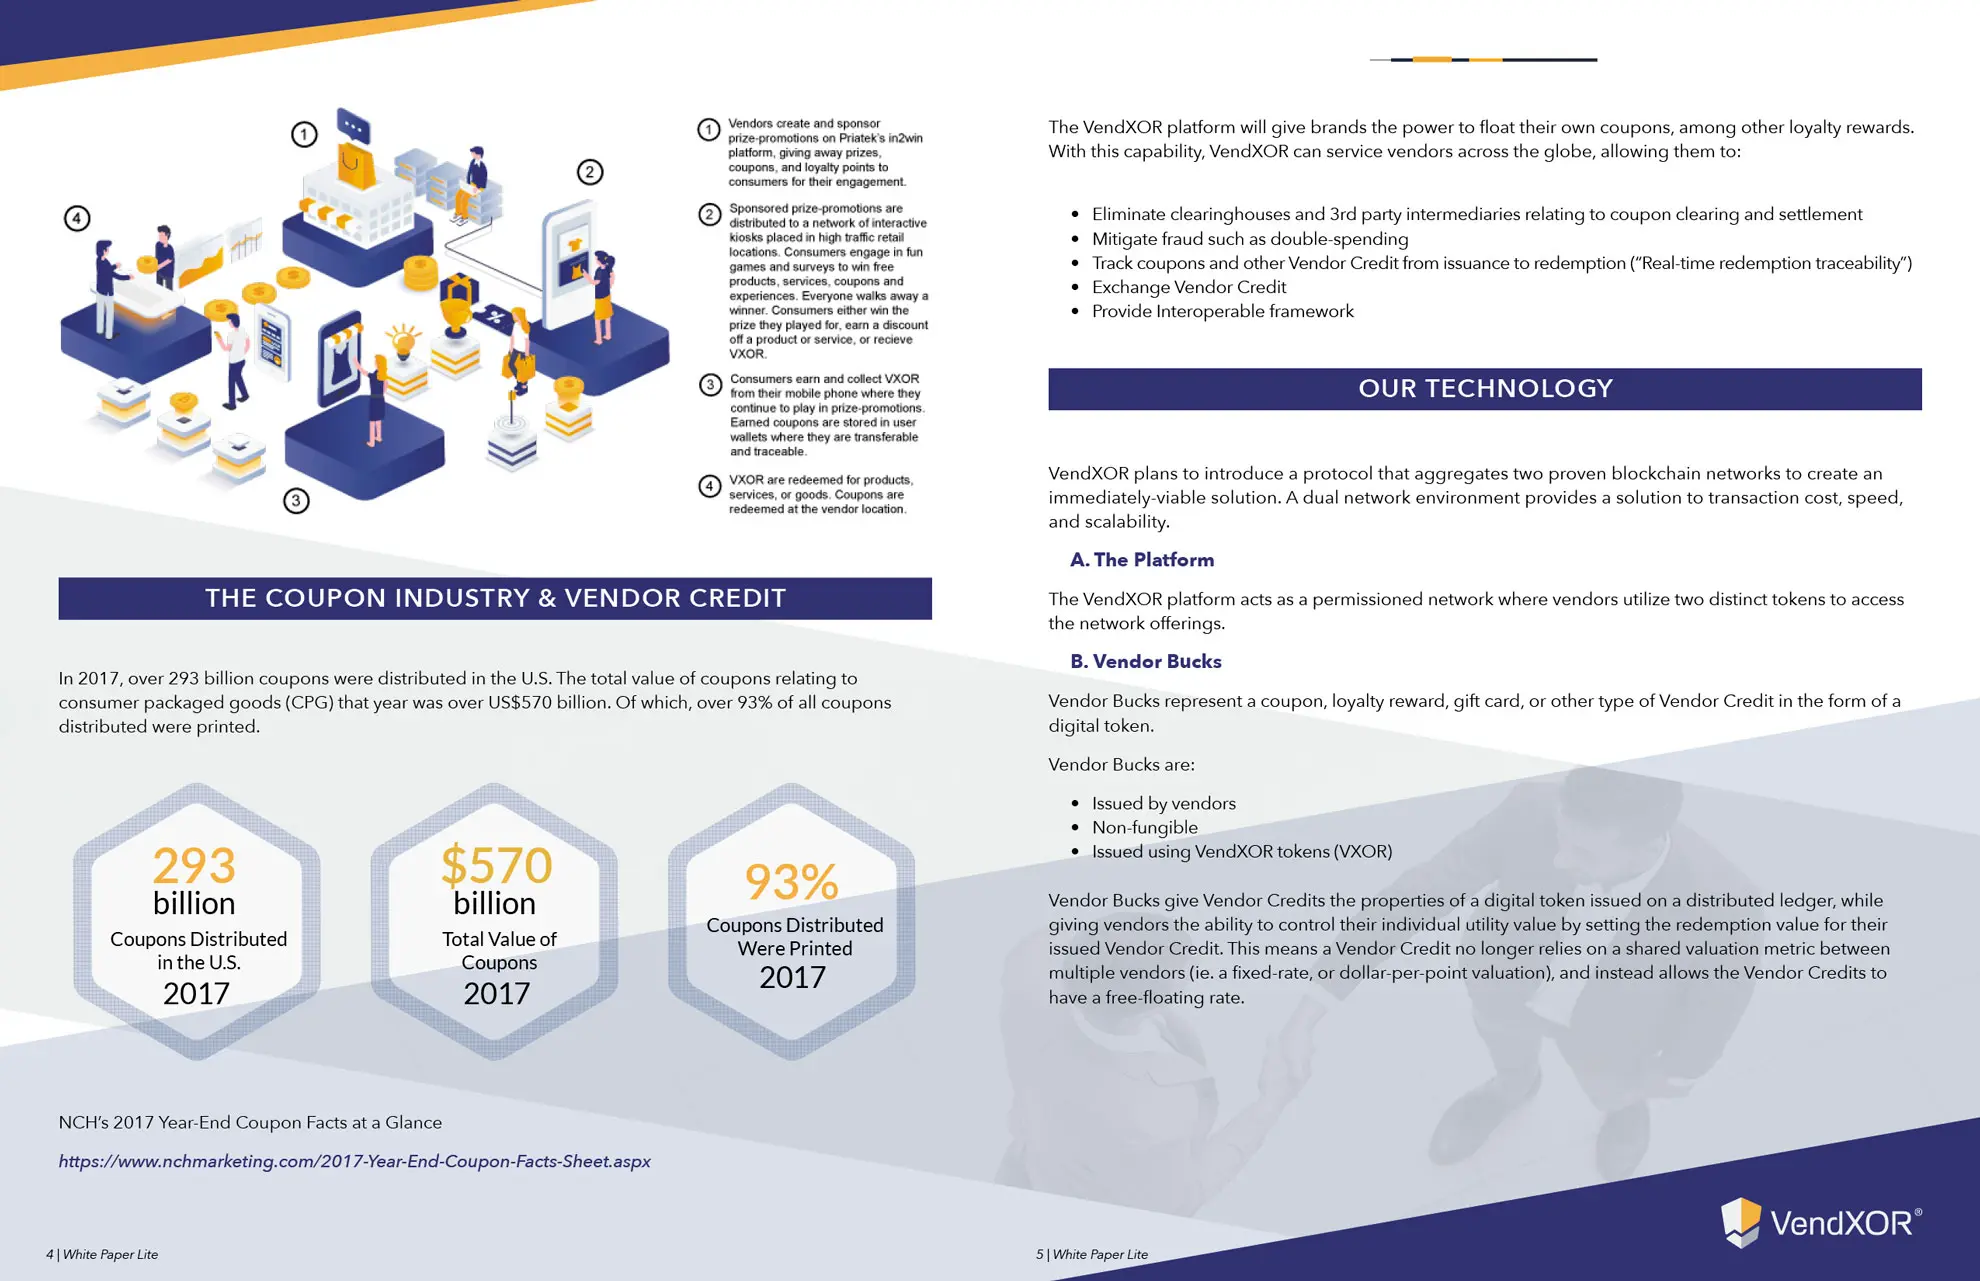 1
2
3
4
1 Vendors create and sponsor
prize-promotions on Priatek's in2win
platform, giving away prizes,
coupons, and loyalty points to
consumers for their engagement.
2 Sponsored prize-promotions are
distributed to a network of interactive
kiosks placed in high traffic retail
locations. Consumers engage in fun
games and surveys to win free
products, services, coupons and
experiences. Everyone walks away a
winner. Consumers either win the
prize they played for, earn a discount
off a product or service, or recieve
VXOR.
3 Consumers earn and collect VXOR
from their mobile phone where they
continue to play in prize-promotions.
Earned coupons are stored in user
wallets where they are transferable
and traceable.
4 VXOR are redeemed for products,
services, or goods. Coupons are
redeemed at the vendor location.
THE COUPON INDUSTRY & VENDOR CREDIT
In 2017, over 293 billion coupons were distributed in the U.S. The total value of coupons relating to
consumer packaged goods (CPG) that year was over US$570 billion. Of which, over 93% of all coupons
distributed were printed.
293
billion
Coupons Distributed
in the U.S.
2017
$570
billion
Total Value of
Coupons
2017
93%
Coupons Distributed
Were Printed
2017
NCH's 2017 Year-End Coupon Facts at a Glance
https://www.nchmarketing.com/2017-Year-End-Coupon-Facts-Sheet.aspx
4 | White Paper Lite
The VendXOR platform will give brands the power to float their own coupons, among other loyalty rewards.
With this capability, VendXOR can service vendors across the globe, allowing them to:
• Eliminate clearinghouses and 3rd party intermediaries relating to coupon clearing and settlement
• Mitigate fraud such as double-spending
• Track coupons and other Vendor Credit from issuance to redemption ("Real-time redemption traceability")
• Exchange Vendor Credit
• Provide Interoperable framework
OUR TECHNOLOGY
VendXOR plans to introduce a protocol that aggregates two proven blockchain networks to create an
immediately-viable solution. A dual network environment provides a solution to transaction cost, speed,
and scalability.
A. The Platform
The VendXOR platform acts as a permissioned network where vendors utilize two distinct tokens to access
the network offerings.
B. Vendor Bucks
Vendor Bucks represent a coupon, loyalty reward, gift card, or other type of Vendor Credit in the form of a
digital token.
Vendor Bucks are:
• Issued by vendors
• Non-fungible
• Issued using VendXOR tokens (VXOR)
Vendor Bucks give Vendor Credits the properties of a digital token issued on a distributed ledger, while
giving vendors the ability to control their individual utility value by setting the redemption value for their
issued Vendor Credit. This means a Vendor Credit no longer relies on a shared valuation metric between
multiple vendors (ie. a fixed-rate, or dollar-per-point valuation), and instead allows the Vendor Credits to
have a free-floating rate.
VendXOR®
5 | White Paper Lite